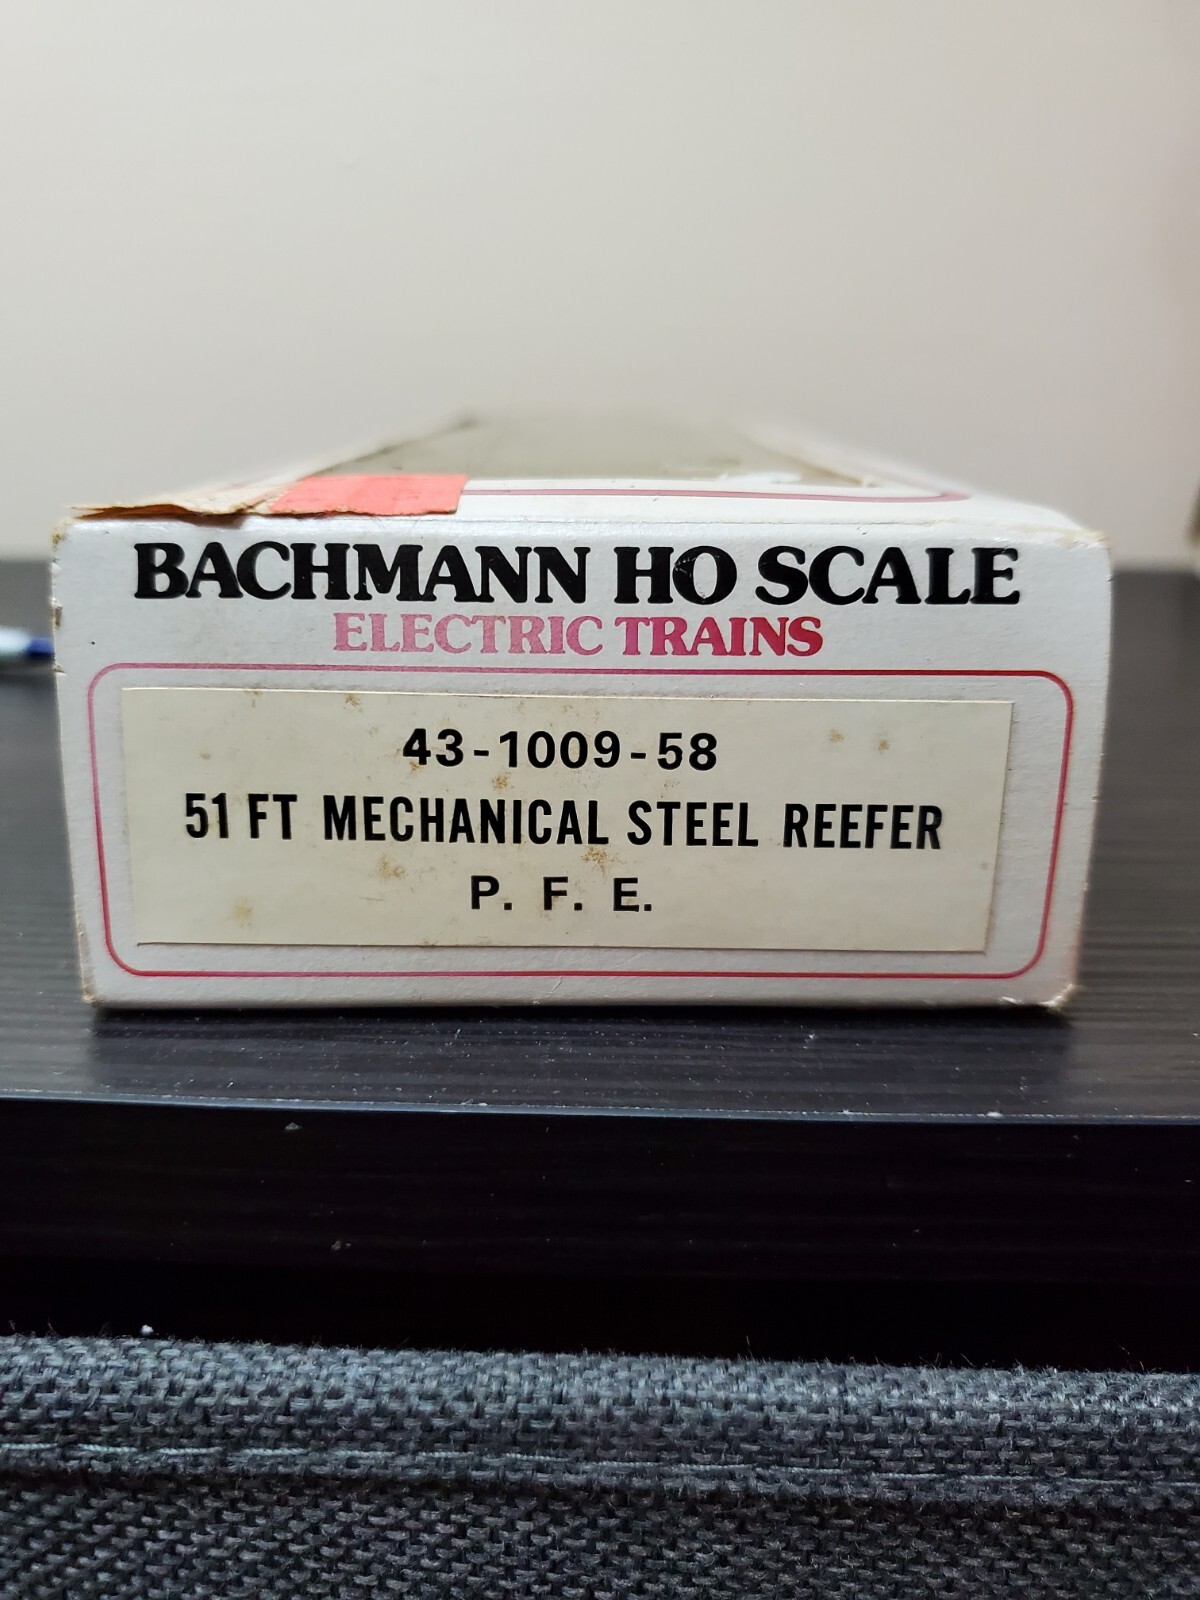 BACHMANN HO SCALE
ELECTRIC TRAINS
43-1009-58
51 FT MECHANICAL STEEL REEFER
P. F. E.